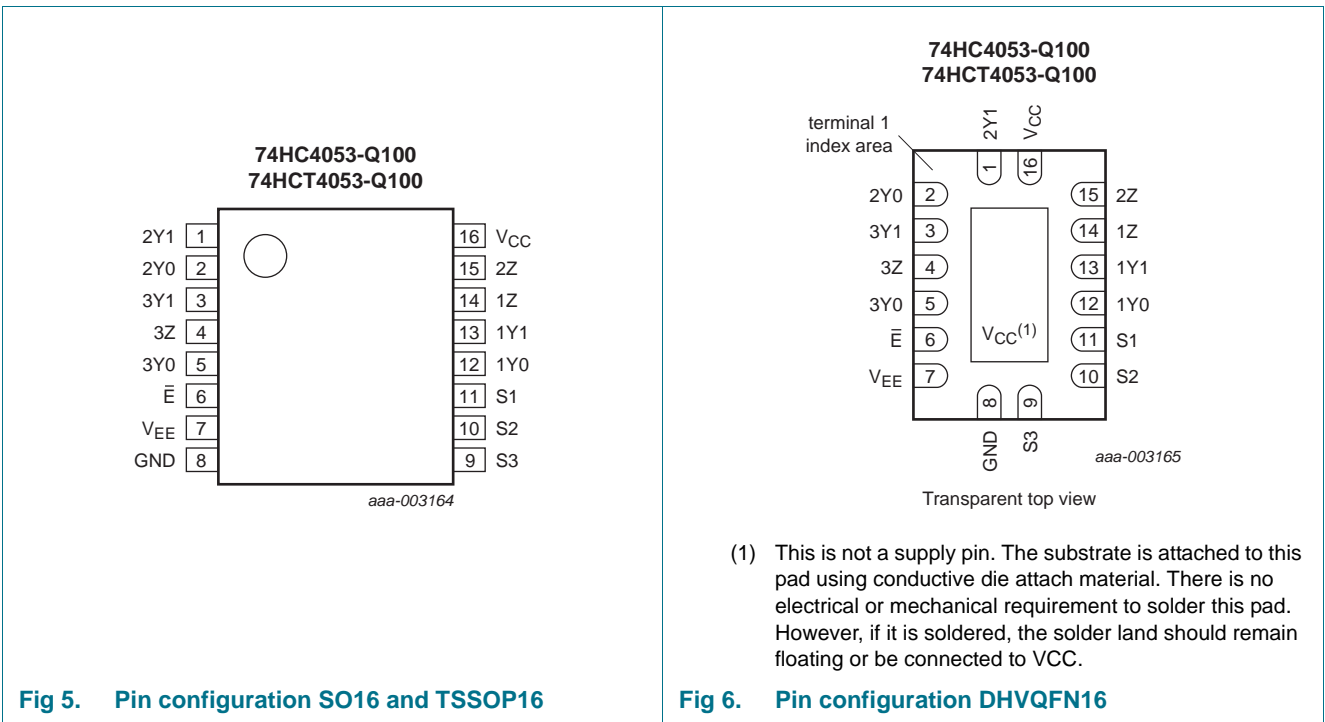 74HC4053-Q100
74HCT4053-Q100
2Y1 1
2Y0 2
3Y1 3
3Z 4
3Y0 5
E̅ 6
VEE 7
GND 8
16 VCC
15 2Z
14 1Z
13 1Y1
12 1Y0
11 S1
10 S2
9 S3
aaa-003164
Fig 5. Pin configuration SO16 and TSSOP16
74HC4053-Q100
74HCT4053-Q100
terminal 1
index area
2Y1
VCC
1
16
2Y0 2
3Y1 3
3Z 4
3Y0 5
E̅ 6
VEE 7
15 2Z
14 1Z
13 1Y1
12 1Y0
11 S1
10 S2
VCC(1)
8
9
GND
S3
aaa-003165
Transparent top view
(1) This is not a supply pin. The substrate is attached to this
pad using conductive die attach material. There is no
electrical or mechanical requirement to solder this pad.
However, if it is soldered, the solder land should remain
floating or be connected to VCC.
Fig 6. Pin configuration DHVQFN16